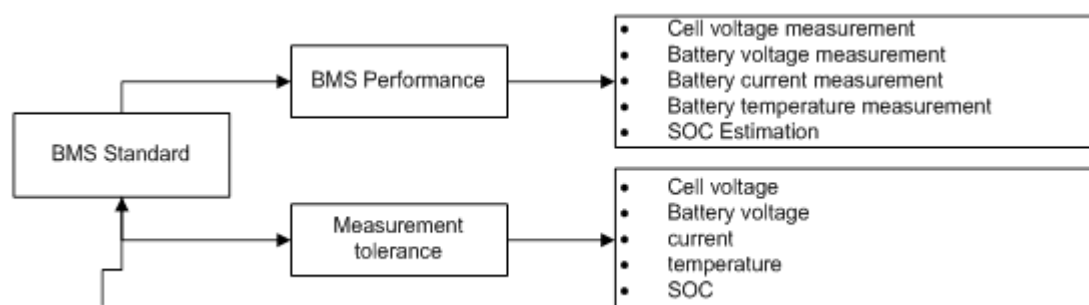 BMS Standard
BMS Performance
• Cell voltage measurement
• Battery voltage measurement
• Battery current measurement
• Battery temperature measurement
• SOC Estimation
Measurement
tolerance
• Cell voltage
• Battery voltage
• current
• temperature
• SOC